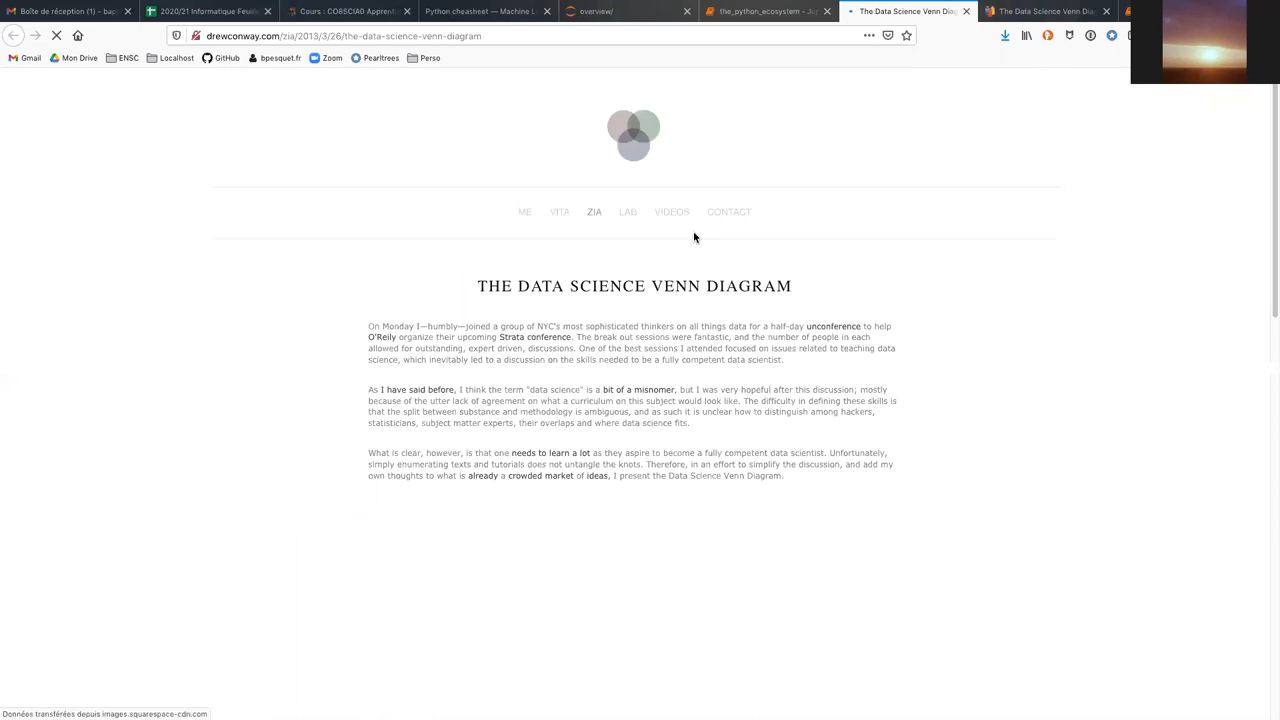 Boîte de réception (1) - bap
2020/21 Informatique Feuille
Cours : CO8SCIA0 Apprenti
Python cheasheet — Machine L
overview/
the_python_ecosystem - Ju
The Data Science Venn Diag
The Data Science Venn Dia
drewconway.com/zia/2013/3/26/the-data-science-venn-diagram
Gmail Mon Drive ENSC Localhost GitHub bpesquet.fr Zoom Pearltrees Perso
ME VITA ZIA LAB VIDEOS CONTACT
THE DATA SCIENCE VENN DIAGRAM
On Monday I—humbly—joined a group of NYC's most sophisticated thinkers on all things data for a half-day unconference to help
O'Reily organize their upcoming Strata conference. The break out sessions were fantastic, and the number of people in each
allowed for outstanding, expert driven, discussions. One of the best sessions I attended focused on issues related to teaching data
science, which inevitably led to a discussion on the skills needed to be a fully competent data scientist.
As I have said before, I think the term "data science" is a bit of a misnomer, but I was very hopeful after this discussion; mostly
because of the utter lack of agreement on what a curriculum on this subject would look like. The difficulty in defining these skills is
that the split between substance and methodology is ambiguous, and as such it is unclear how to distinguish among hackers,
statisticians, subject matter experts, their overlaps and where data science fits.
What is clear, however, is that one needs to learn a lot as they aspire to become a fully competent data scientist. Unfortunately,
simply enumerating texts and tutorials does not untangle the knots. Therefore, in an effort to simplify the discussion, and add my
own thoughts to what is already a crowded market of ideas, I present the Data Science Venn Diagram.
Données transférées depuis images.squarespace-cdn.com